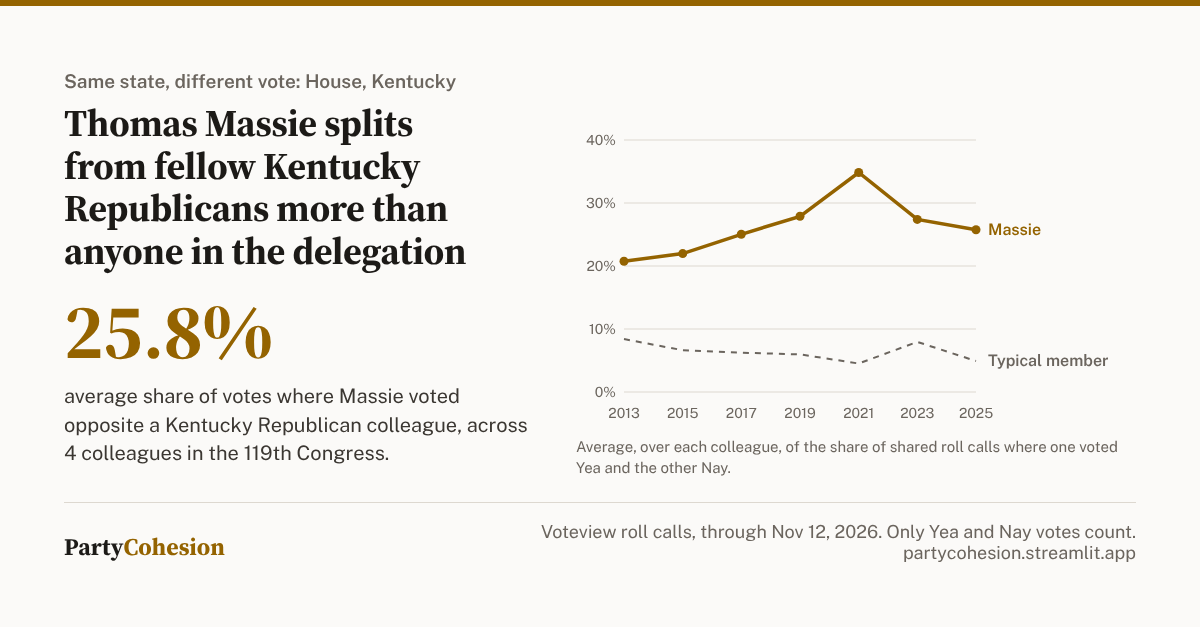 Same state, different vote: House, Kentucky
Thomas Massie splits
from fellow Kentucky
Republicans more than
anyone in the delegation
25.8%
average share of votes where Massie voted
opposite a Kentucky Republican colleague, across
4 colleagues in the 119th Congress.
40%
30%
20%
10%
0%
Massie
Typical member
2013 2015 2017 2019 2021 2023 2025
Average, over each colleague, of the share of shared roll calls where one voted
Yea and the other Nay.
PartyCohesion
Voteview roll calls, through Nov 12, 2026. Only Yea and Nay votes count.
partycohesion.streamlit.app